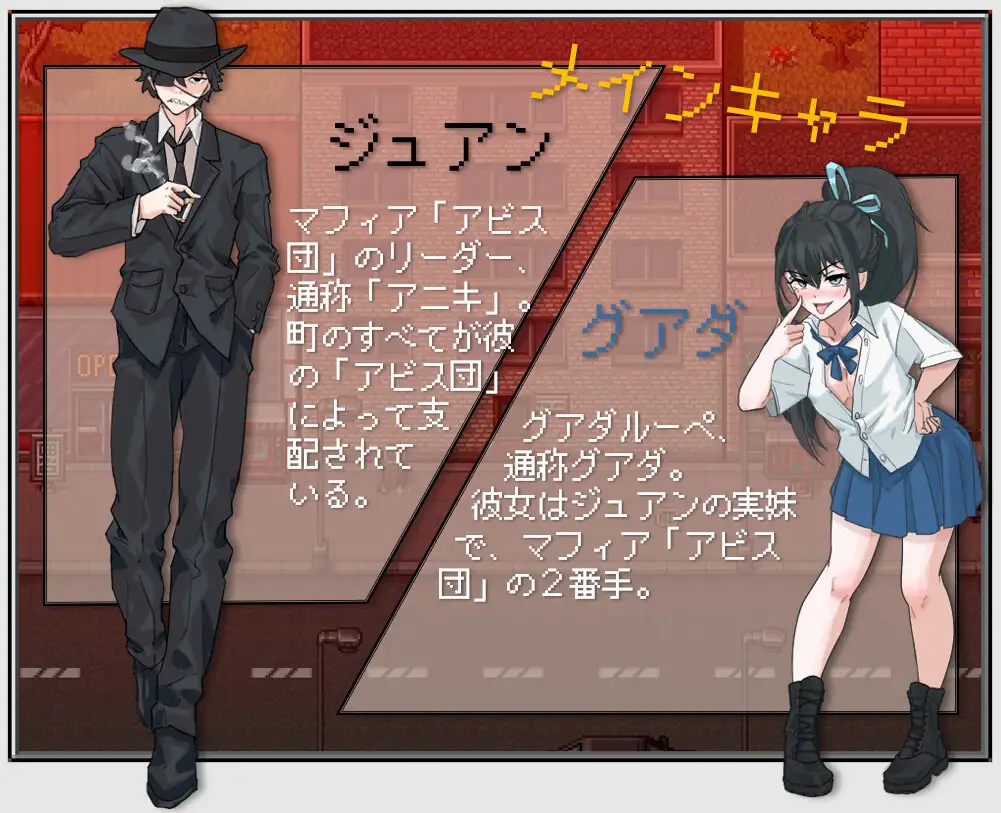 メインキャラ
ジュアン
マフィア「アビス
団」のリーダー、
通称「アニキ」。
町のすべてが彼
の「アビス団」
によって支
配されて
いる。
グアダ
グアダルーペ、
通称グアダ。
彼女はジュアンの実妹
で、マフィア「アビス
団」の２番手。
OPE